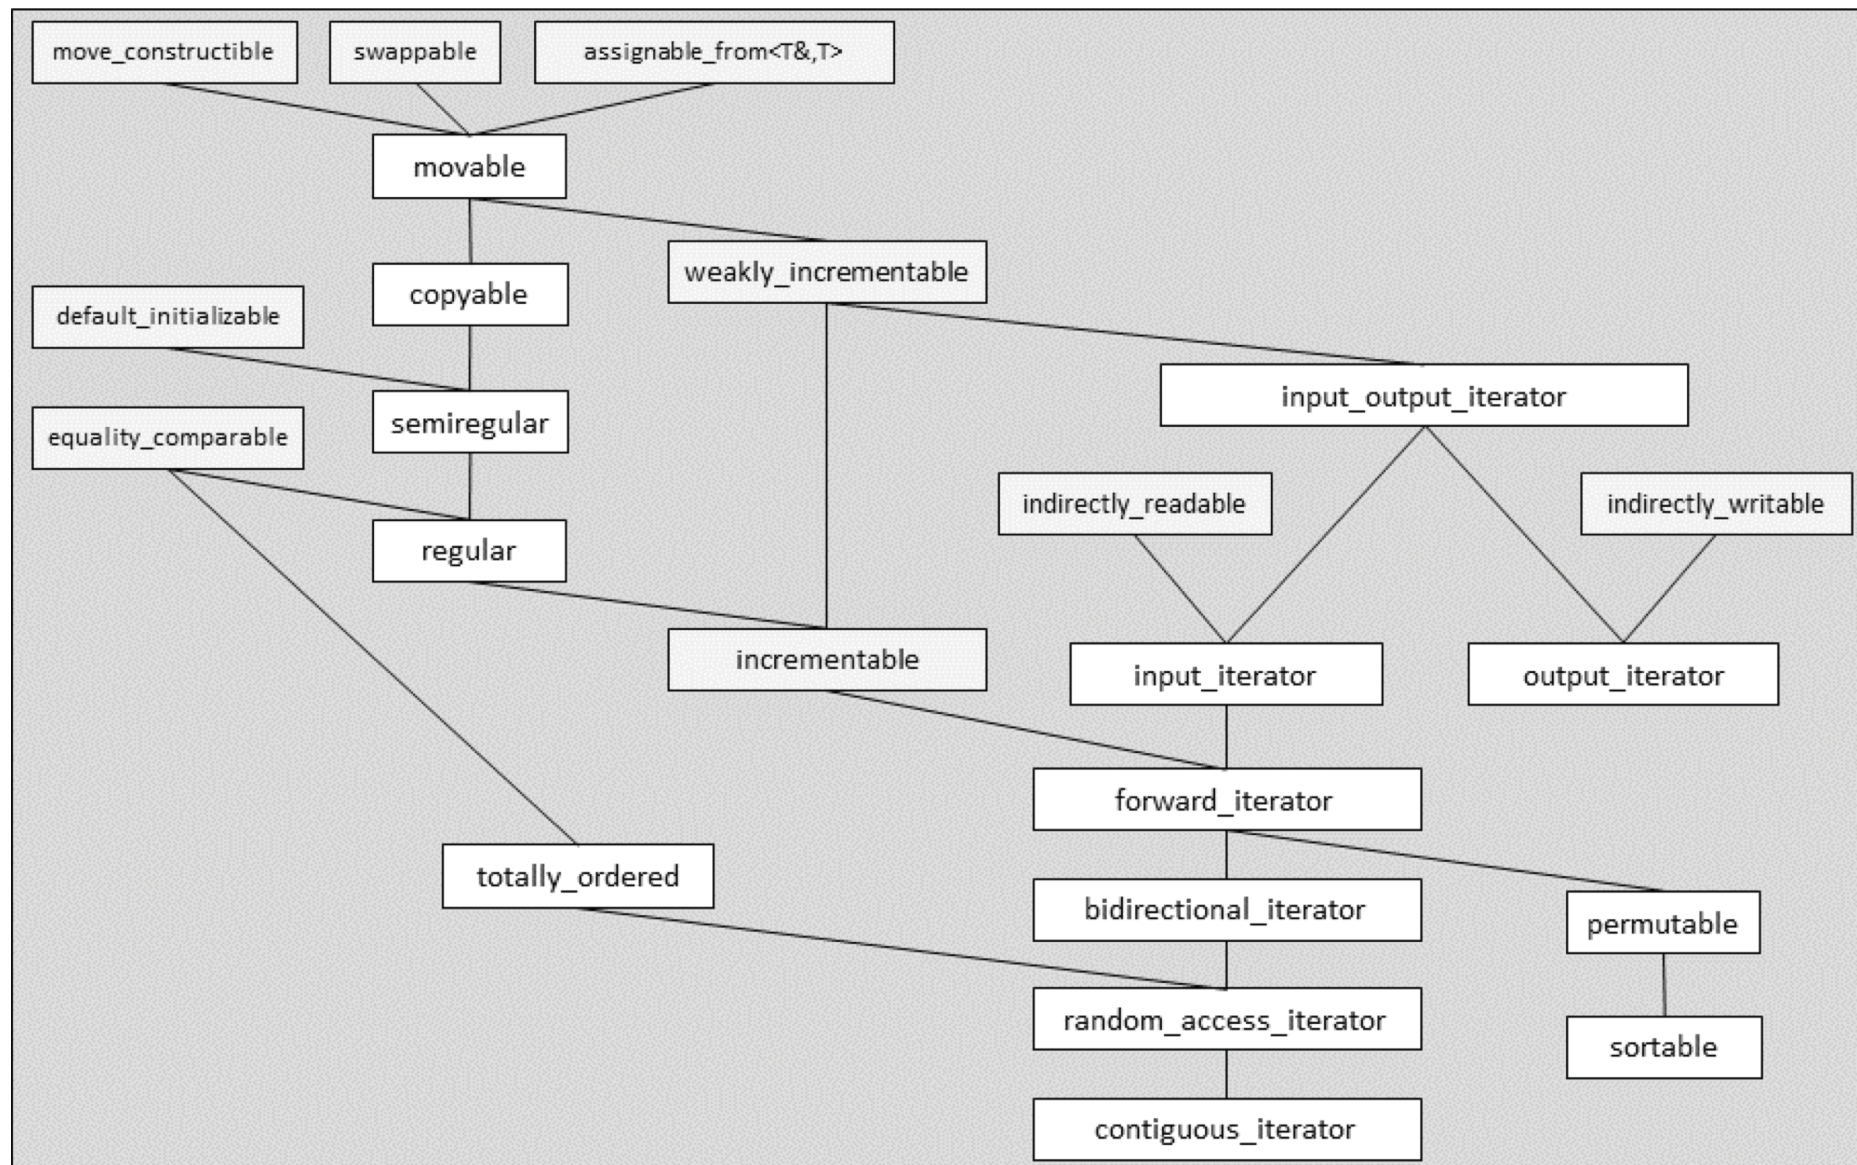 move_constructible
swappable
assignable_from<T&,T>
movable
weakly_incrementable
copyable
default_initializable
input_output_iterator
semiregular
equality_comparable
indirectly_readable
indirectly_writable
regular
incrementable
input_iterator
output_iterator
forward_iterator
totally_ordered
bidirectional_iterator
permutable
random_access_iterator
sortable
contiguous_iterator